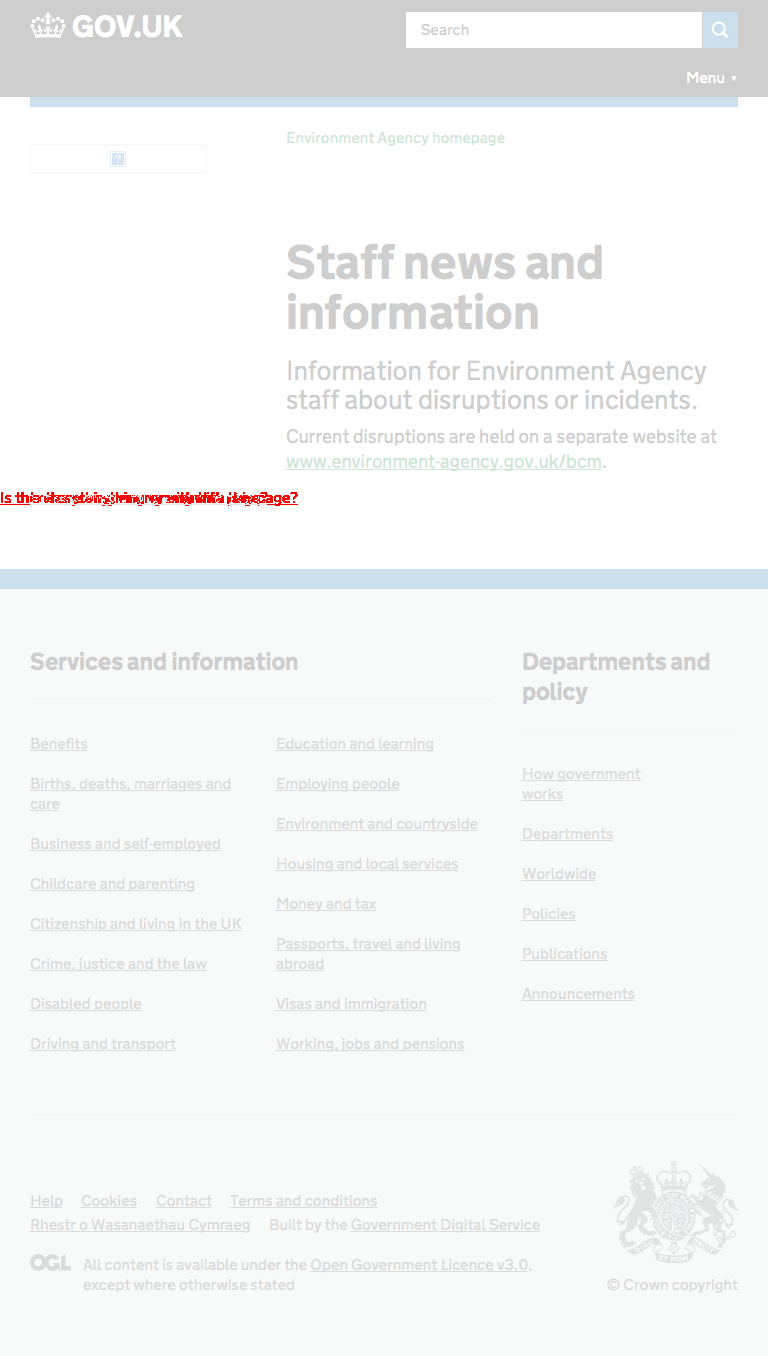 GOV.UK
Search
Menu ▼
Environment Agency homepage
Staff news and
information
Information for Environment Agency
staff about disruptions or incidents.
Current disruptions are held on a separate website at
www.environment-agency.gov.uk/bcm.
Services and information
Benefits
Births, deaths, marriages and
care
Business and self-employed
Childcare and parenting
Citizenship and living in the UK
Crime, justice and the law
Disabled people
Driving and transport
Education and learning
Employing people
Environment and countryside
Housing and local services
Money and tax
Passports, travel and living
abroad
Visas and immigration
Working, jobs and pensions
Departments and
policy
How government
works
Departments
Worldwide
Policies
Publications
Announcements
Help Cookies Contact Terms and conditions
Rhestr o Wasanaethau Cymraeg Built by the Government Digital Service
OGL All content is available under the Open Government Licence v3.0,
except where otherwise stated
© Crown copyright